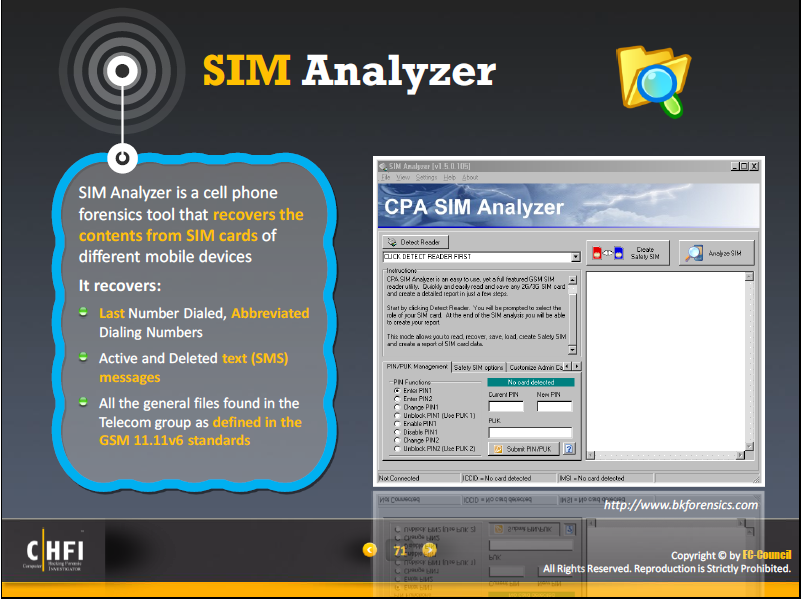 SIM Analyzer
SIM Analyzer is a cell phone
forensics tool that recovers the
contents from SIM cards of
different mobile devices
It recovers:
Last Number Dialed, Abbreviated
Dialing Numbers
Active and Deleted text (SMS)
messages
All the general files found in the
Telecom group as defined in the
GSM 11.11v6 standards
SIM Analyzer [v1.5.0.105]
File View Settings Help About
CPA SIM Analyzer
Detect Reader
CLICK DETECT READER FIRST
Create
Safety SIM
Analyze SIM
Instructions
CPA SIM Analyzer is an easy to use, yet a full featured GSM SIM
reader utility. Quickly and easily read and save any 2G/3G SIM card
and create a detailed report in just a few steps.
Start by clicking Detect Reader. You will be prompted to select the
role of your SIM card. At the end of the SIM analysis you will be able
to create your report.
This mode allows you to read, recover, save, load, create Safety SIM
and create a report of SIM card data.
PIN/PUK Management Safety SIM options Customize Admin Ca
PIN Functions
Enter PIN1
Enter PIN2
Change PIN1
Unblock PIN1 (Use PUK 1)
Enable PIN1
Disable PIN1
Change PIN2
Unblock PIN2 (Use PUK 2)
No card detected
Current PIN New PIN
PUK
Submit PIN/PUK
Not Connected ICCID = No card detected IMSI = No card detected
http://www.bkforensics.com
CHFI
Computer Hacking Forensic
INVESTIGATOR
71
Copyright © by EC-Council
All Rights Reserved. Reproduction is Strictly Prohibited.